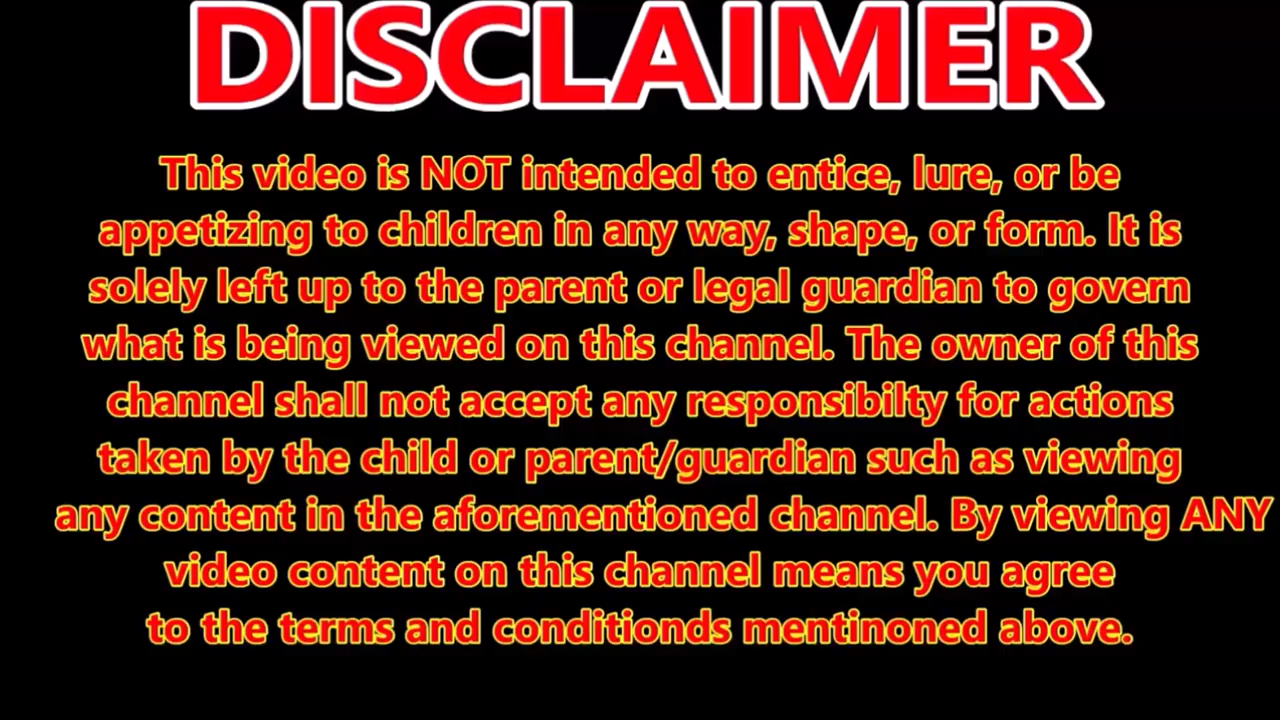 DISCLAIMER
This video is NOT intended to entice, lure, or be
appetizing to children in any way, shape, or form. It is
solely left up to the parent or legal guardian to govern
what is being viewed on this channel. The owner of this
channel shall not accept any responsibilty for actions
taken by the child or parent/guardian such as viewing
any content in the aforementioned channel. By viewing ANY
video content on this channel means you agree
to the terms and conditionds mentinoned above.